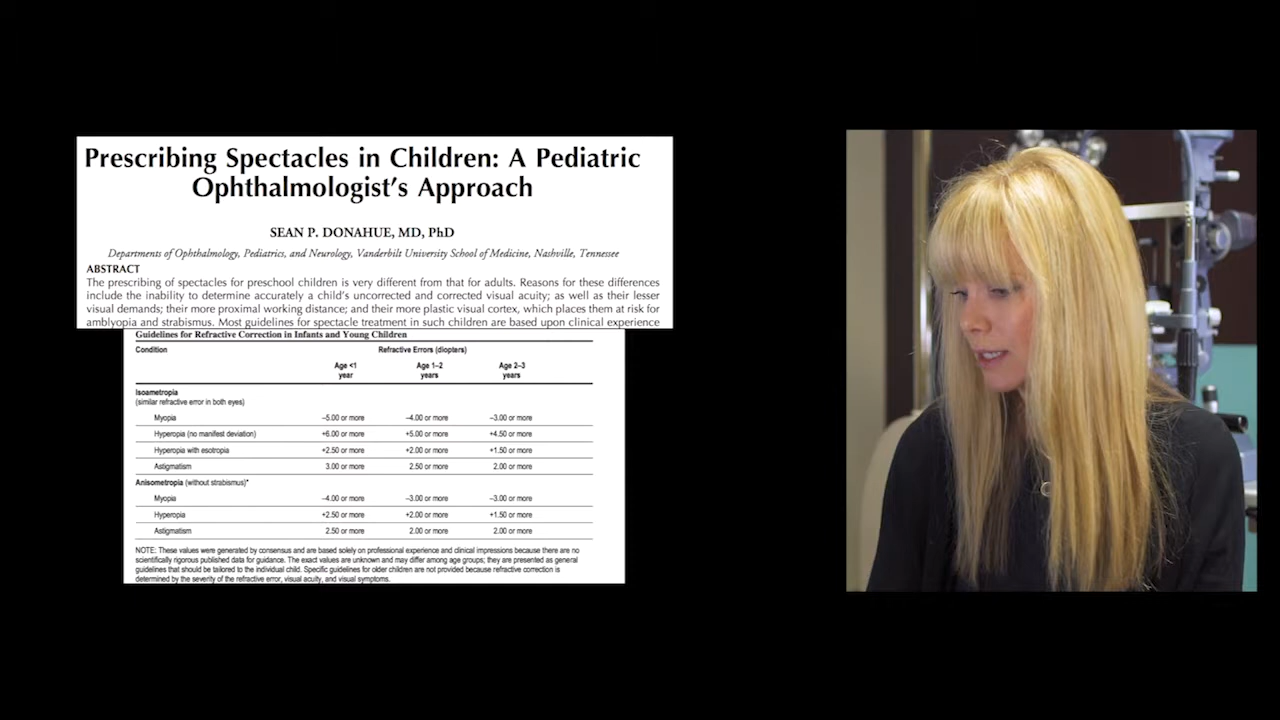 Prescribing Spectacles in Children: A Pediatric
Ophthalmologist's Approach
SEAN P. DONAHUE, MD, PhD
Departments of Ophthalmology, Pediatrics, and Neurology, Vanderbilt University School of Medicine, Nashville, Tennessee
ABSTRACT
The prescribing of spectacles for preschool children is very different from that for adults. Reasons for these differences
include the inability to determine accurately a child's uncorrected and corrected visual acuity; as well as their lesser
visual demands; their more proximal working distance; and their more plastic visual cortex, which places them at risk for
amblyopia and strabismus. Most guidelines for spectacle treatment in such children are based upon clinical experience
Guidelines for Refractive Correction in Infants and Young Children
Condition Refractive Errors (diopters)
Age <1 Age 1–2 Age 2–3
year years years
Isoametropia
(similar refractive error in both eyes)
Myopia –5.00 or more –4.00 or more –3.00 or more
Hyperopia (no manifest deviation) +6.00 or more +5.00 or more +4.50 or more
Hyperopia with esotropia +2.50 or more +2.00 or more +1.50 or more
Astigmatism 3.00 or more 2.50 or more 2.00 or more
Anisometropia (without strabismus)*
Myopia –4.00 or more –3.00 or more –3.00 or more
Hyperopia +2.50 or more +2.00 or more +1.50 or more
Astigmatism 2.50 or more 2.00 or more 2.00 or more
NOTE: These values were generated by consensus and are based solely on professional experience and clinical impressions because there are no
scientifically rigorous published data for guidance. The exact values are unknown and may differ among age groups; they are presented as general
guidelines that should be tailored to the individual child. Specific guidelines for older children are not provided because refractive correction is
determined by the severity of the refractive error, visual acuity, and visual symptoms.